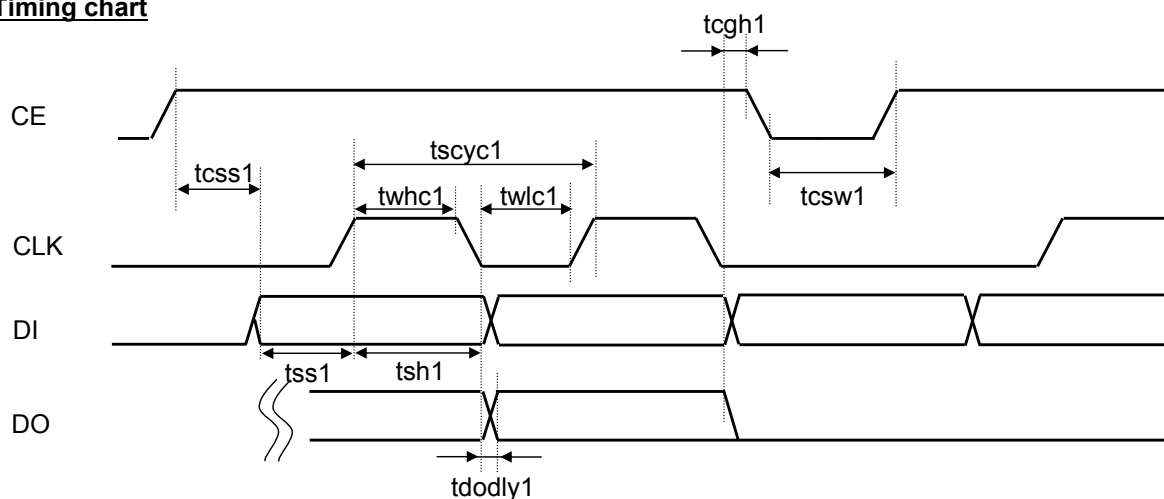 Timing chart
tcgh1
CE
tscyc1
tcss1
twhc1
twlc1
tcsw1
CLK
DI
tss1
tsh1
DO
tdodly1